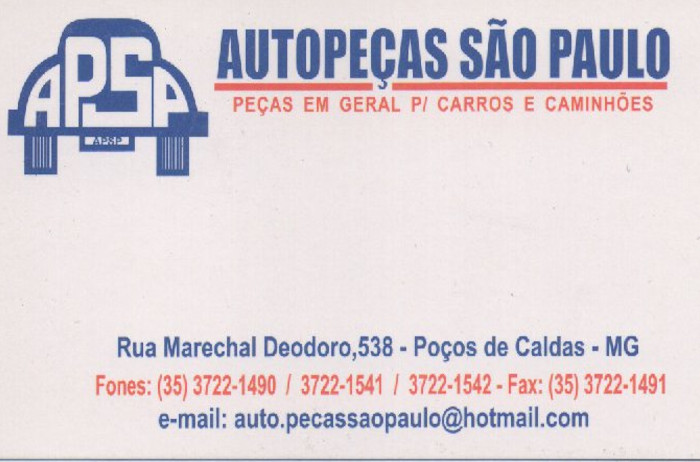 APSP
APSP
AUTOPEÇAS SÃO PAULO
PEÇAS EM GERAL P/ CARROS E CAMINHÕES
Rua Marechal Deodoro,538 - Poços de Caldas - MG
Fones: (35) 3722-1490 / 3722-1541 / 3722-1542 - Fax: (35) 3722-1491
e-mail: auto.pecassaopaulo@hotmail.com